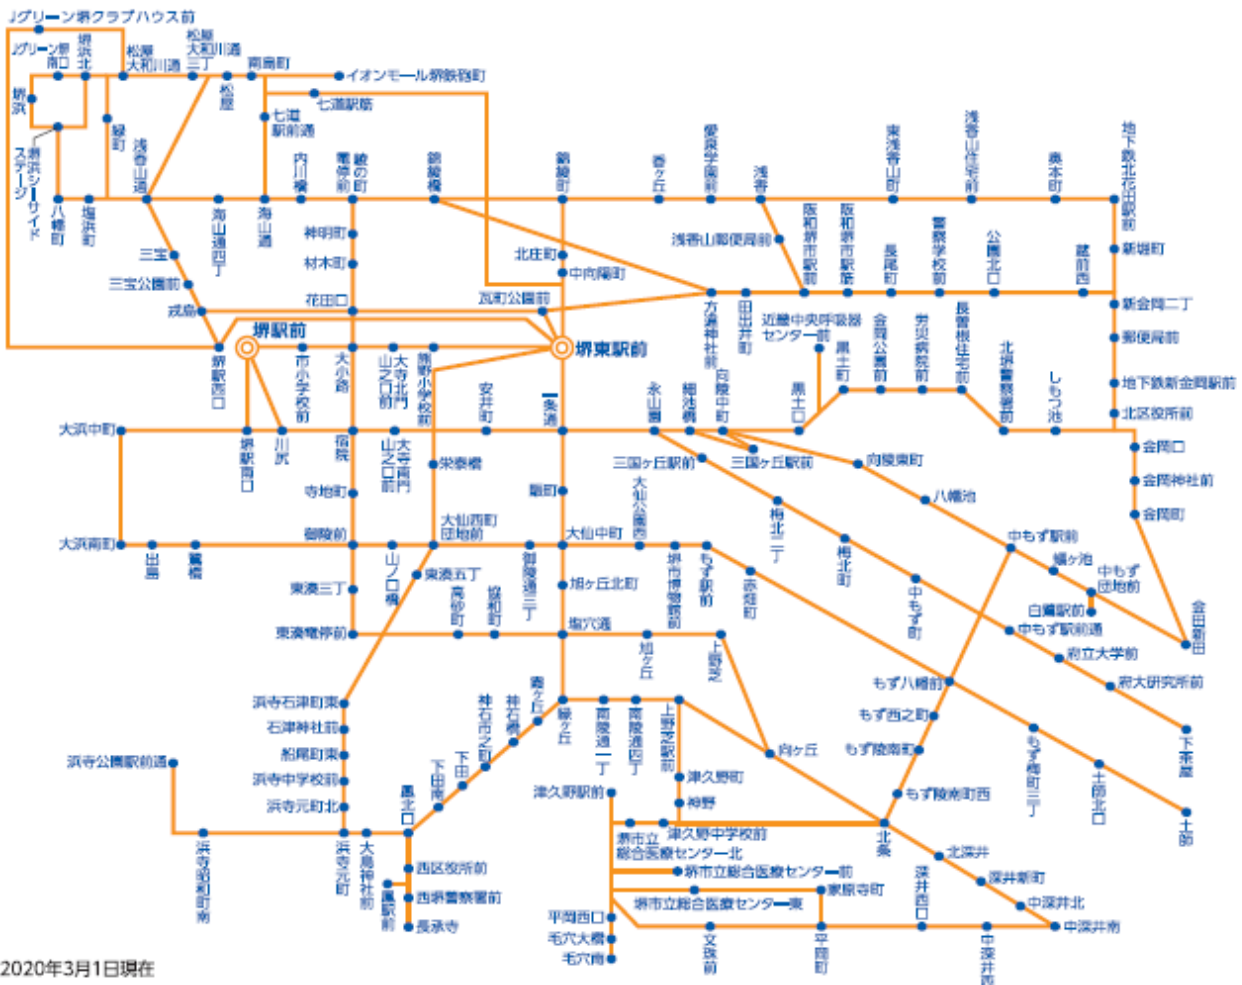 Jグリーン堺クラブハウス前
Jグリーン堺
南口
堺浜北
松屋
大和川通
松屋
大和川通
三丁
松屋
南島町
イオンモール堺鉄砲町
七道駅筋
七道
駅前通
堺浜
緑町
浅香山通
堺浜シーサイド
ステージ
八幡町
塩浜町
海山通四丁
海山通
内川橋
綾の町
電停前
錦綾橋
錦綾町
香ヶ丘
愛泉学園前
浅香
東浅香山町
浅香山住宅前
奥本町
地下鉄北花田駅前
神明町
材木町
花田口
三宝
三宝公園前
戎島
北庄町
中向陽町
瓦町公園前
浅香山郵便局前
阪和堺市駅前
阪和堺市駅筋
長尾町
警察学校前
公園北口
蔵前西
新堀町
新金岡二丁
郵便局前
地下鉄新金岡駅前
北区役所前
堺駅前
堺東駅前
方違神社前
田出井町
近畿中央呼吸器
センター前
黒土町
金岡公園前
労災病院前
長曽根住宅前
北堺警察署前
しもつ池
堺駅西口
市小学校前
大小路
大寺北門
山之口前
熊野小学校前
安井町
一条通
永山園
細池橋
向陵中町
黒土口
金岡口
金岡神社前
金岡町
大浜中町
堺駅南口
川尻
宿院
大寺南門
山之口前
栄泰橋
三国ヶ丘駅前
三国ヶ丘駅前
向陵東町
八幡池
寺地町
龍町
大仙公園西
梅北二丁
梅北町
中もず駅前
蟻ヶ池
中もず
団地前
白鷺駅前
金田新田
大浜南町
出島
鷺橋
御陵前
山ノ口橋
大仙西町
団地前
御陵通三丁
大仙中町
堺市博物館前
もず駅前
赤畑町
中もず町
中もず駅前通
府立大学前
府大研究所前
下茶屋
東湊三丁
東湊五丁
東湊電停前
高砂町
協和町
旭ヶ丘北町
塩穴通
旭ヶ丘
上野芝
浜寺石津町東
石津神社前
船尾町東
浜寺中学校前
浜寺元町北
浜寺公園駅前通
浜寺昭和町南
浜寺元町
大鳥神社前
鳳北口
下田南
下田
神石市之町
神石橋
霞ヶ丘
緑ヶ丘
南陵通一丁
南陵通四丁
上野芝駅前
向ヶ丘
もず八幡前
もず西之町
もず陵南町
もず陵南町西
もず梅町三丁
土師北口
土師
西区役所前
西堺警察署前
鳳駅前
長承寺
津久野駅前
津久野町
神野
堺市立
総合医療センター北
津久野中学校前
堺市立総合医療センター前
堺市立総合医療センター東
家原寺町
平岡西口
毛穴大橋
毛穴南
文珠前
平岡町
深井西口
中深井西
中深井南
中深井北
深井新町
北深井
北条
2020年3月1日現在